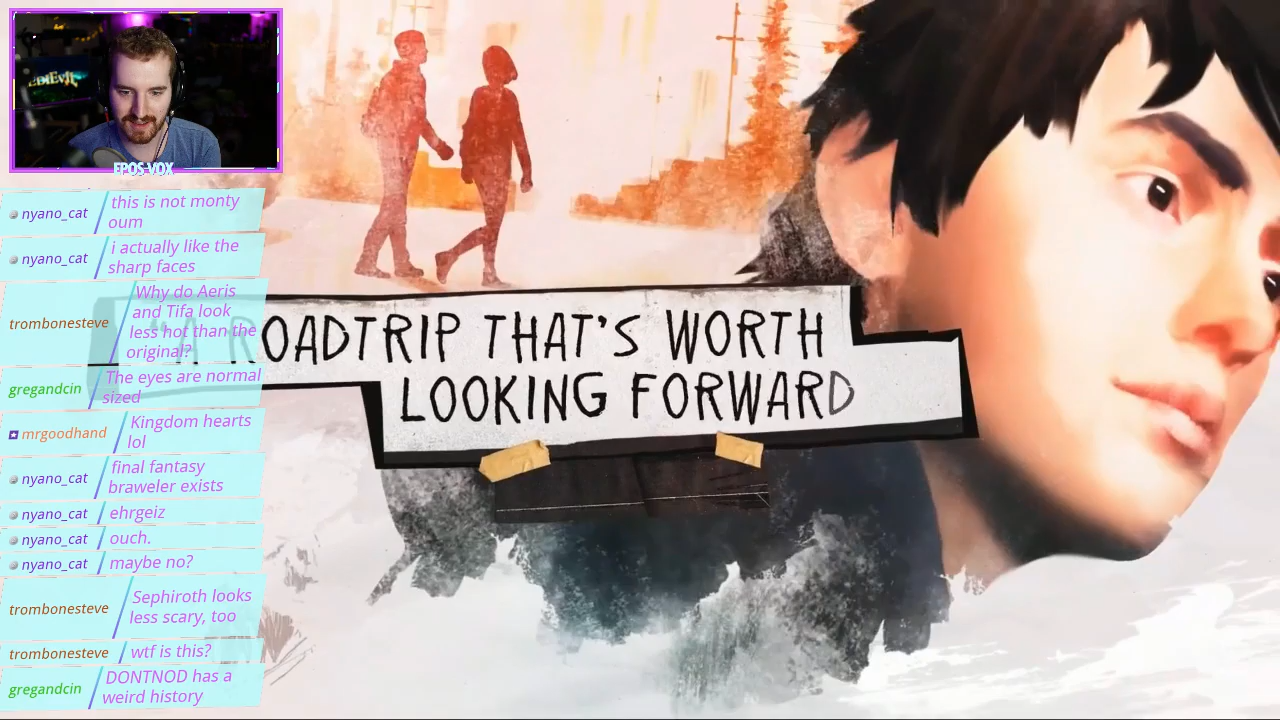 EDIEVIL
EPOS VOX
nyano_cat this is not monty
oum
nyano_cat i actually like the
sharp faces
trombonesteve Why do Aeris
and Tifa look
less hot than the
original?
gregandcin The eyes are normal
sized
mrgoodhand Kingdom hearts
lol
nyano_cat final fantasy
braweler exists
nyano_cat ehrgeiz
nyano_cat ouch.
nyano_cat maybe no?
trombonesteve Sephiroth looks
less scary, too
trombonesteve wtf is this?
gregandcin DONTNOD has a
weird history
"A ROADTRIP THAT'S WORTH
LOOKING FORWARD